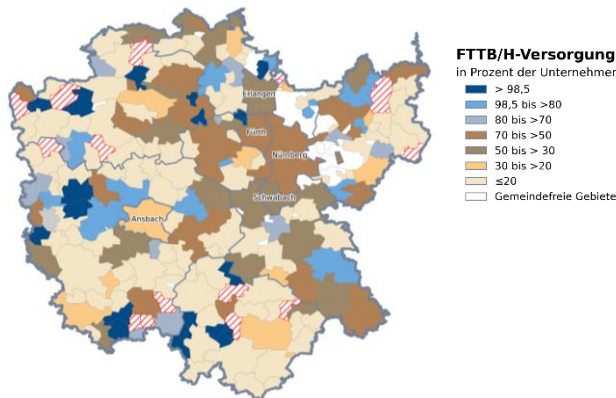 FTTB/H-Versorgung
in Prozent der Unternehmen
> 98,5
98,5 bis >80
80 bis >70
70 bis >50
50 bis > 30
30 bis >20
≤20
Gemeindefreie Gebiete
Erlangen
Fürth
Nürnberg
Schwabach
Ansbach